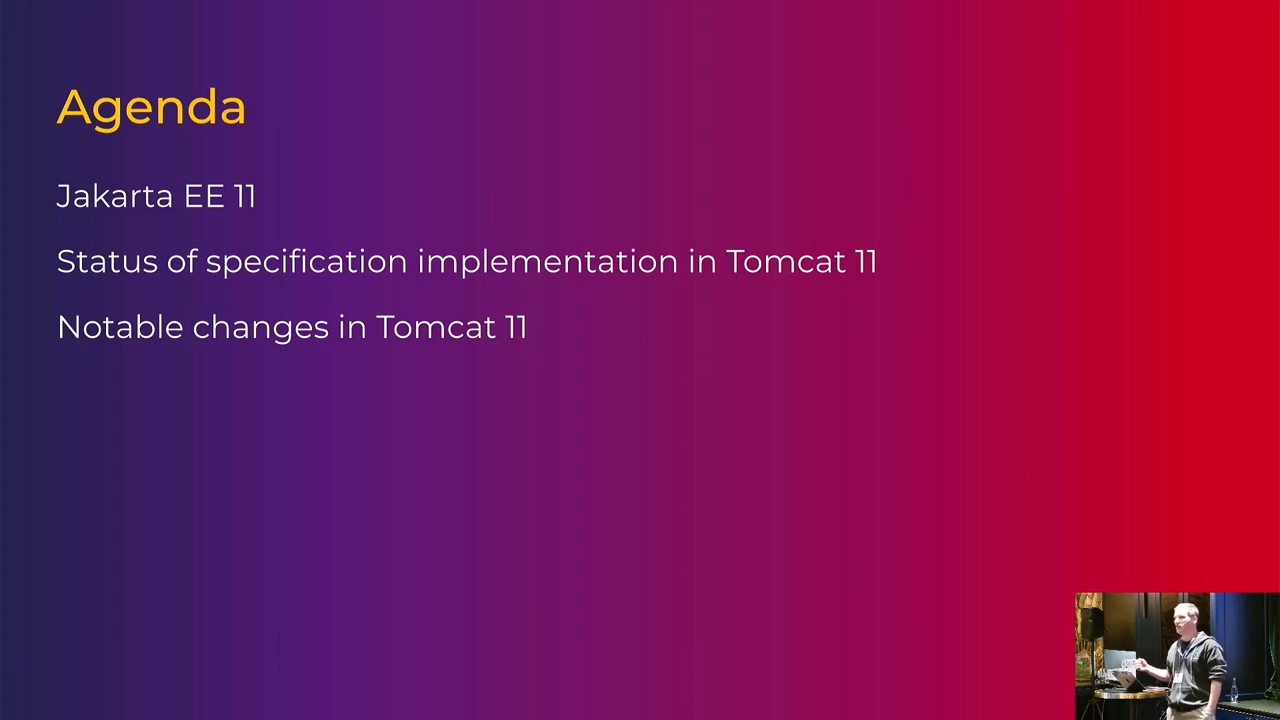 Agenda
Jakarta EE 11
Status of specification implementation in Tomcat 11
Notable changes in Tomcat 11